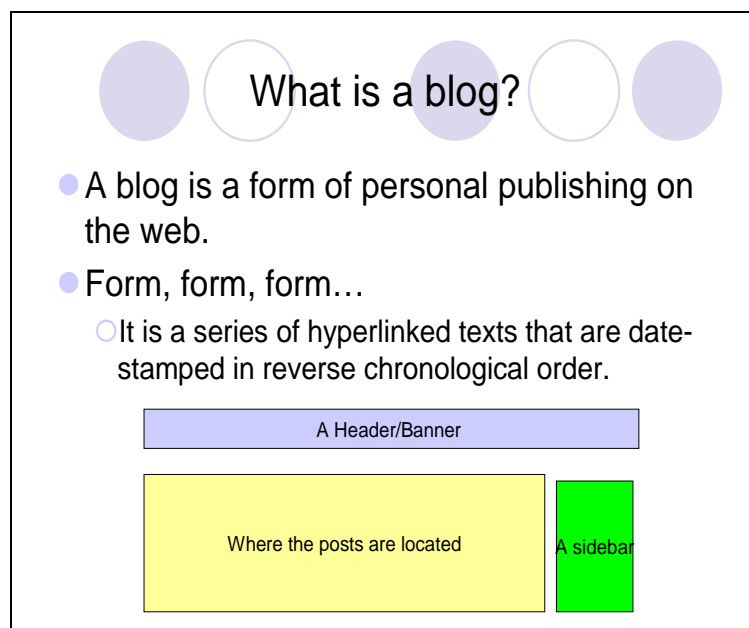 What is a blog?
A blog is a form of personal publishing on
the web.
Form, form, form…
It is a series of hyperlinked texts that are date-
stamped in reverse chronological order.
A Header/Banner
Where the posts are located
A sidebar